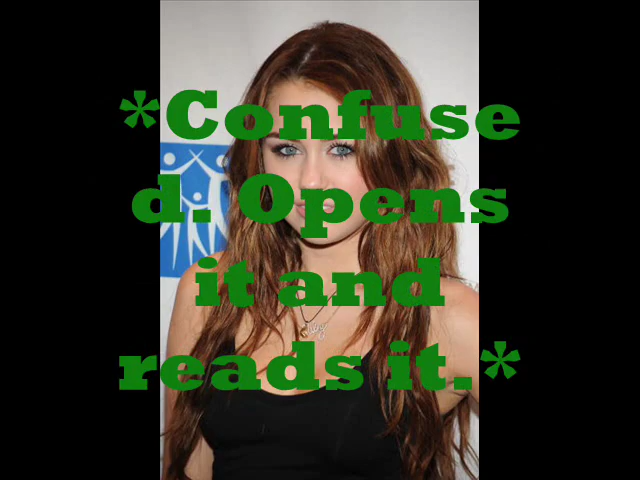 *Confuse
d. Opens
it and
reads it.*